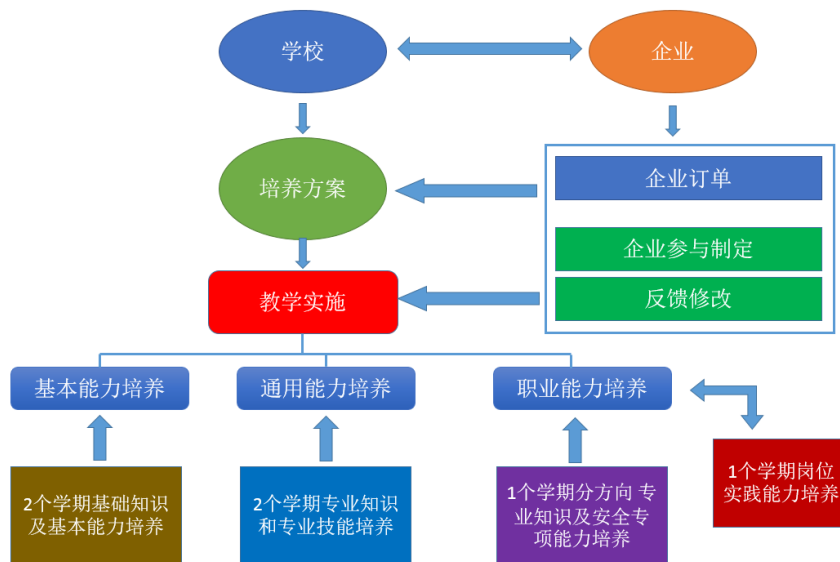 学校
企业
培养方案
企业订单
企业参与制定
反馈修改
教学实施
基本能力培养
通用能力培养
职业能力培养
2个学期基础知识
及基本能力培养
2个学期专业知识
和专业技能培养
1个学期分方向 专
业知识及安全专
项能力培养
1个学期岗位
实践能力培养